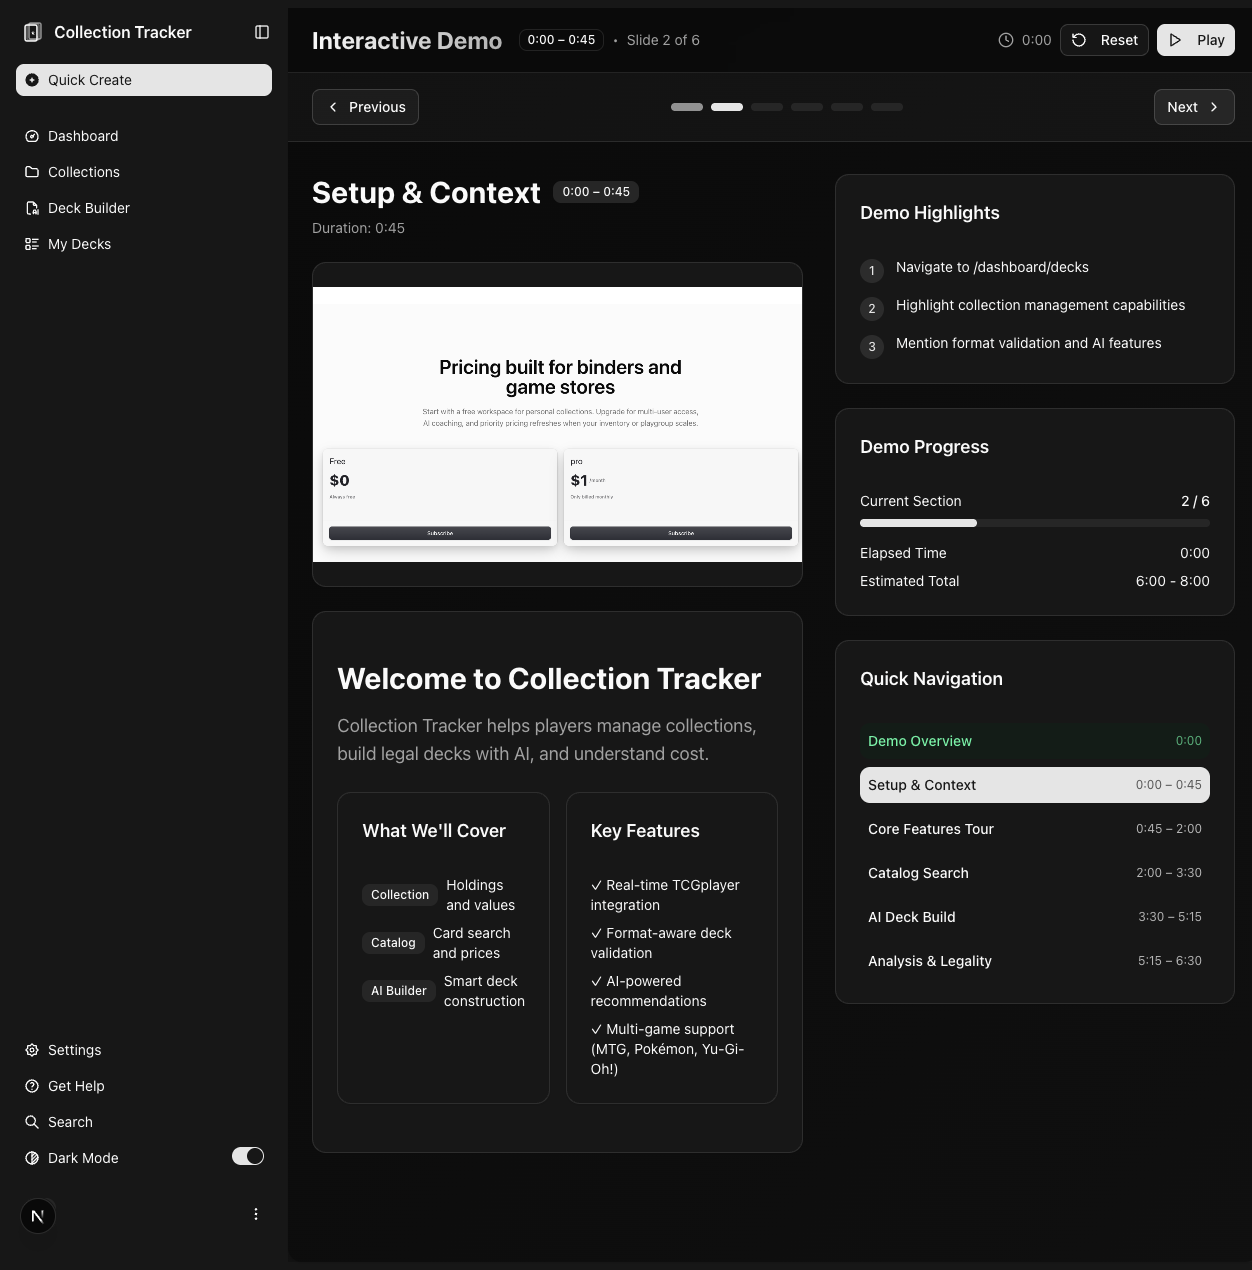 Collection Tracker
Quick Create
Dashboard
Collections
Deck Builder
My Decks
Settings
Get Help
Search
Dark Mode
N
Interactive Demo
0:00 – 0:45
• Slide 2 of 6
0:00
Reset
Play
Previous
Next
Setup & Context
0:00 – 0:45
Duration: 0:45
Pricing built for binders and
game stores
Start with a free workspace for personal collections. Upgrade for multi-user access,
AI coaching, and priority pricing refreshes when your inventory or playgroup scales.
Free
$0
Always free
Subscribe
pro
$1 /month
Only billed monthly
Subscribe
Welcome to Collection Tracker
Collection Tracker helps players manage collections,
build legal decks with AI, and understand cost.
What We'll Cover
Collection
Holdings
and values
Catalog
Card search
and prices
AI Builder
Smart deck
construction
Key Features
✓ Real-time TCGplayer
integration
✓ Format-aware deck
validation
✓ AI-powered
recommendations
✓ Multi-game support
(MTG, Pokémon, Yu-Gi-
Oh!)
Demo Highlights
1 Navigate to /dashboard/decks
2 Highlight collection management capabilities
3 Mention format validation and AI features
Demo Progress
Current Section 2 / 6
Elapsed Time 0:00
Estimated Total 6:00 - 8:00
Quick Navigation
Demo Overview 0:00
Setup & Context 0:00 – 0:45
Core Features Tour 0:45 – 2:00
Catalog Search 2:00 – 3:30
AI Deck Build 3:30 – 5:15
Analysis & Legality 5:15 – 6:30